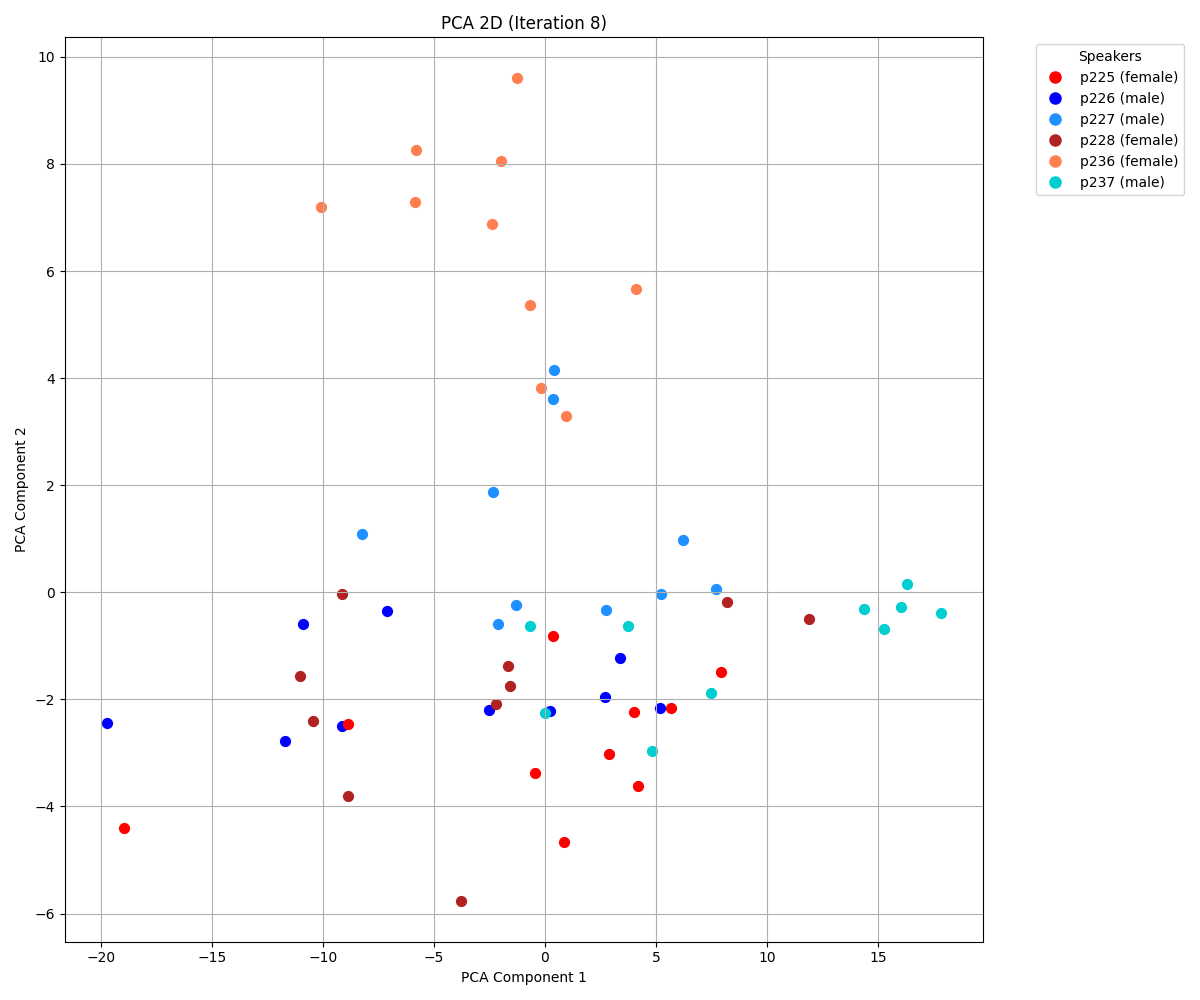 PCA 2D (Iteration 8)
Speakers
p225 (female)
p226 (male)
p227 (male)
p228 (female)
p236 (female)
p237 (male)
PCA Component 2
10
8
6
4
2
0
−2
−4
−6
−20
−15
−10
−5
0
5
10
15
PCA Component 1